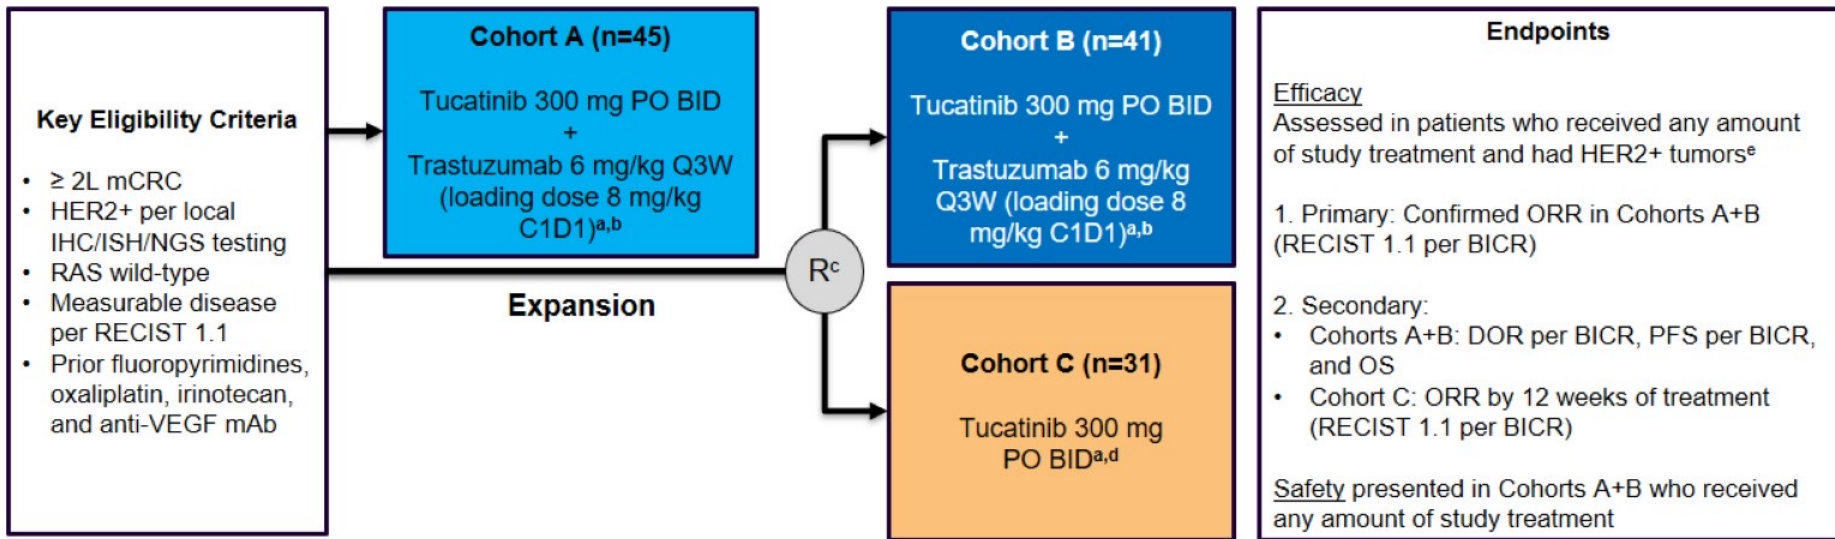 Key Eligibility Criteria
• ≥ 2L mCRC
• HER2+ per local
IHC/ISH/NGS testing
• RAS wild-type
• Measurable disease
per RECIST 1.1
• Prior fluoropyrimidines,
oxaliplatin, irinotecan,
and anti-VEGF mAb
Cohort A (n=45)
Tucatinib 300 mg PO BID
+
Trastuzumab 6 mg/kg Q3W
(loading dose 8 mg/kg
C1D1)a,b
Expansion
Rc
Cohort B (n=41)
Tucatinib 300 mg PO BID
+
Trastuzumab 6 mg/kg
Q3W (loading dose 8
mg/kg C1D1)a,b
Cohort C (n=31)
Tucatinib 300 mg
PO BIDa,d
Endpoints
Efficacy
Assessed in patients who received any amount
of study treatment and had HER2+ tumorse
1. Primary: Confirmed ORR in Cohorts A+B
(RECIST 1.1 per BICR)
2. Secondary:
• Cohorts A+B: DOR per BICR, PFS per BICR,
and OS
• Cohort C: ORR by 12 weeks of treatment
(RECIST 1.1 per BICR)
Safety presented in Cohorts A+B who received
any amount of study treatment